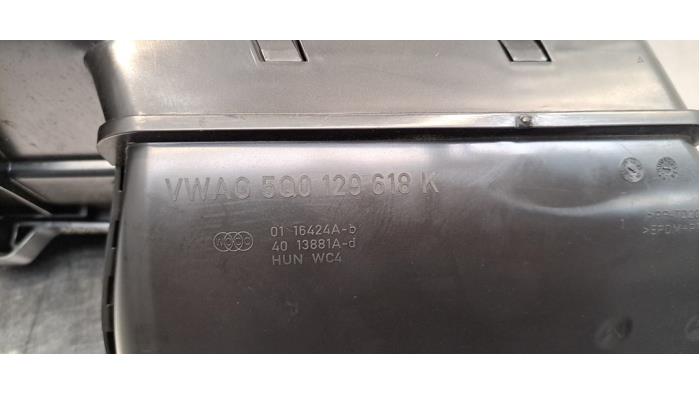 VWAG 5Q0 129 618 K
01 16424A-b
40 13881A-d
HUN WC4